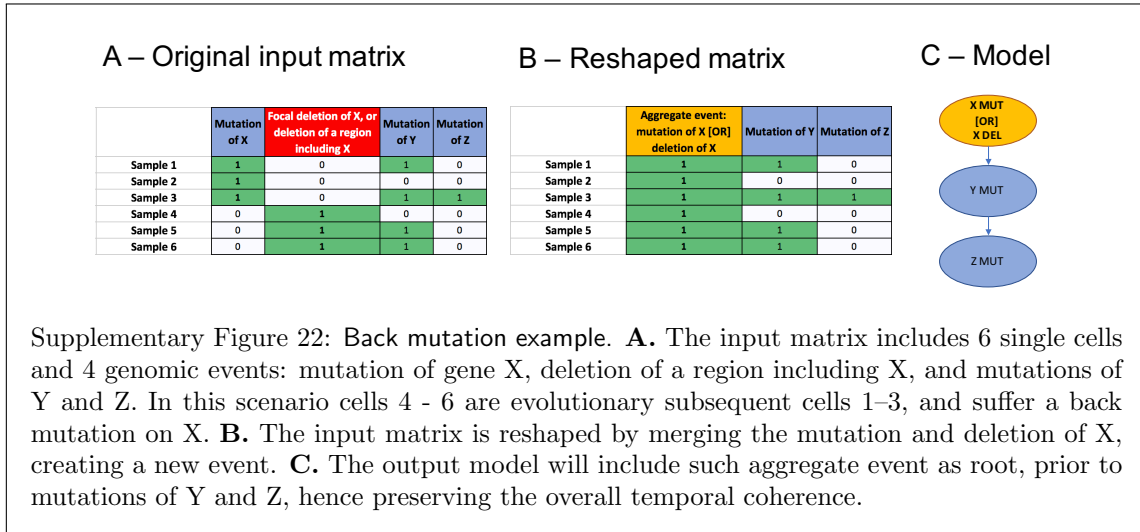 A – Original input matrix
Mutation of X | Focal deletion of X, or deletion of a region including X | Mutation of Y | Mutation of Z
Sample 1 | 1 | 0 | 1 | 0
Sample 2 | 1 | 0 | 0 | 0
Sample 3 | 1 | 0 | 1 | 1
Sample 4 | 0 | 1 | 0 | 0
Sample 5 | 0 | 1 | 1 | 0
Sample 6 | 0 | 1 | 1 | 0
B – Reshaped matrix
Aggregate event: mutation of X [OR] deletion of X | Mutation of Y | Mutation of Z
Sample 1 | 1 | 1 | 0
Sample 2 | 1 | 0 | 0
Sample 3 | 1 | 1 | 1
Sample 4 | 1 | 0 | 0
Sample 5 | 1 | 1 | 0
Sample 6 | 1 | 1 | 0
C – Model
X MUT
[OR]
X DEL
Y MUT
Z MUT
Supplementary Figure 22: Back mutation example. A. The input matrix includes 6 single cells
and 4 genomic events: mutation of gene X, deletion of a region including X, and mutations of
Y and Z. In this scenario cells 4 - 6 are evolutionary subsequent cells 1–3, and suffer a back
mutation on X. B. The input matrix is reshaped by merging the mutation and deletion of X,
creating a new event. C. The output model will include such aggregate event as root, prior to
mutations of Y and Z, hence preserving the overall temporal coherence.